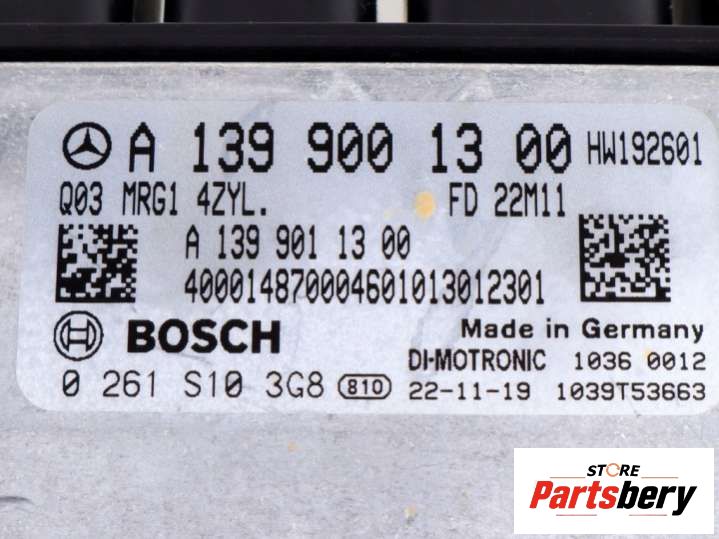 A 139 900 13 00 HW192601
Q03 MRG1 4ZYL. FD 22M11
A 139 901 13 00
400014870004601013012301
BOSCH Made in Germany
DI-MOTRONIC 1036 0012
0 261 S10 3G8 810 22-11-19 1039T53663
STORE
Partsbery